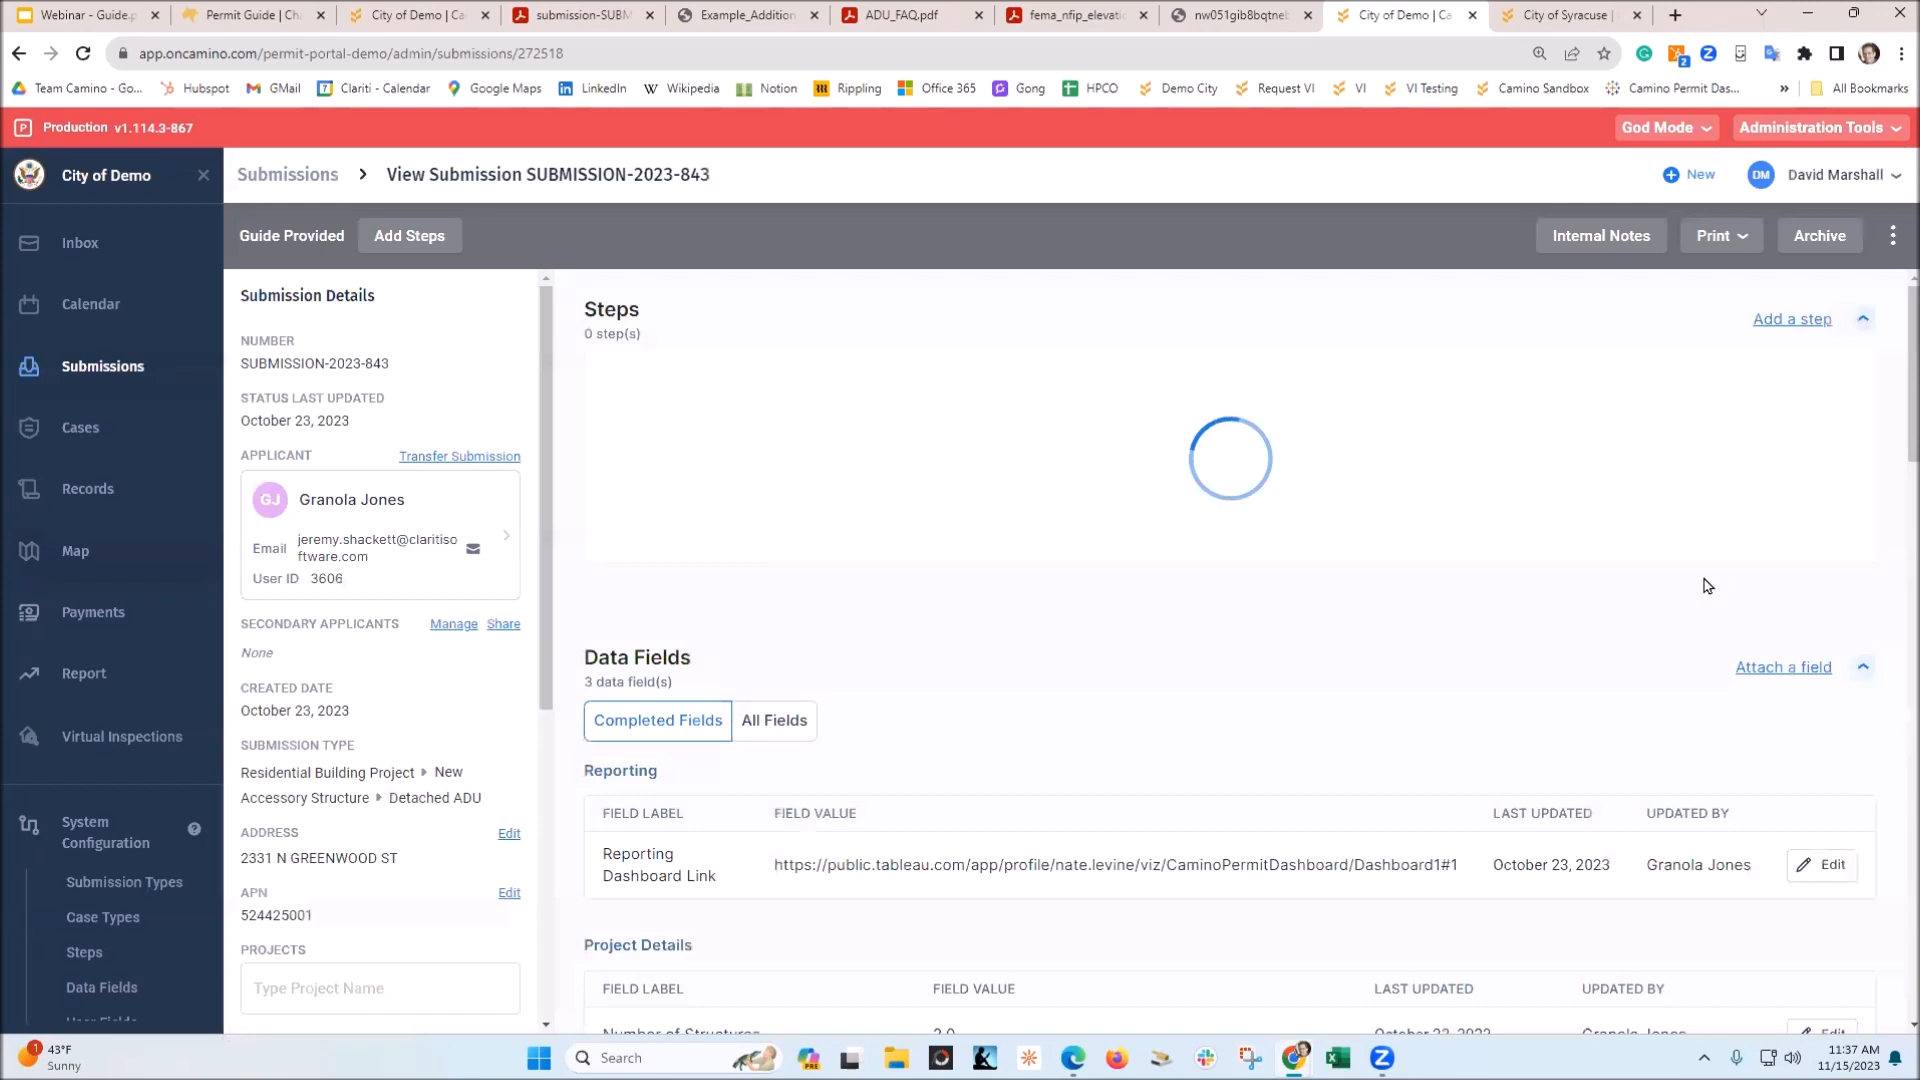 Webinar - Guide.p
Permit Guide | Cha
City of Demo | Ca
submission-SUBM
Example_Addition
ADU_FAQ.pdf
fema_nfip_elevati
nw051gib8bqtneb
City of Demo | Ca
City of Syracuse |
app.oncamino.com/permit-portal-demo/admin/submissions/272518
Team Camino - Go...
Hubspot
GMail
Clariti - Calendar
Google Maps
LinkedIn
Wikipedia
Notion
Rippling
Office 365
Gong
HPCO
Demo City
Request VI
VI
VI Testing
Camino Sandbox
Camino Permit Das...
All Bookmarks
Production v1.114.3-867
God Mode
Administration Tools
City of Demo
Submissions > View Submission SUBMISSION-2023-843
New
DM David Marshall
Guide Provided
Add Steps
Internal Notes
Print
Archive
Inbox
Calendar
Submissions
Cases
Records
Map
Payments
Report
Virtual Inspections
System
Configuration
Submission Types
Case Types
Steps
Data Fields
User Fields
Submission Details
NUMBER
SUBMISSION-2023-843
STATUS LAST UPDATED
October 23, 2023
APPLICANT Transfer Submission
GJ Granola Jones
Email jeremy.shackett@claritiso
ftware.com
User ID 3606
SECONDARY APPLICANTS Manage Share
None
CREATED DATE
October 23, 2023
SUBMISSION TYPE
Residential Building Project New
Accessory Structure Detached ADU
ADDRESS Edit
2331 N GREENWOOD ST
APN Edit
524425001
PROJECTS
Type Project Name
Steps
0 step(s)
Add a step
Data Fields
3 data field(s)
Attach a field
Completed Fields
All Fields
Reporting
FIELD LABEL FIELD VALUE LAST UPDATED UPDATED BY
Reporting
Dashboard Link
https://public.tableau.com/app/profile/nate.levine/viz/CaminoPermitDashboard/Dashboard1#1 October 23, 2023 Granola Jones Edit
Project Details
FIELD LABEL FIELD VALUE LAST UPDATED UPDATED BY
Number of Structures 2.0 October 23, 2023 Granola Jones Edit
1
43°F
Sunny
Search
PRE
11:37 AM
11/15/2023